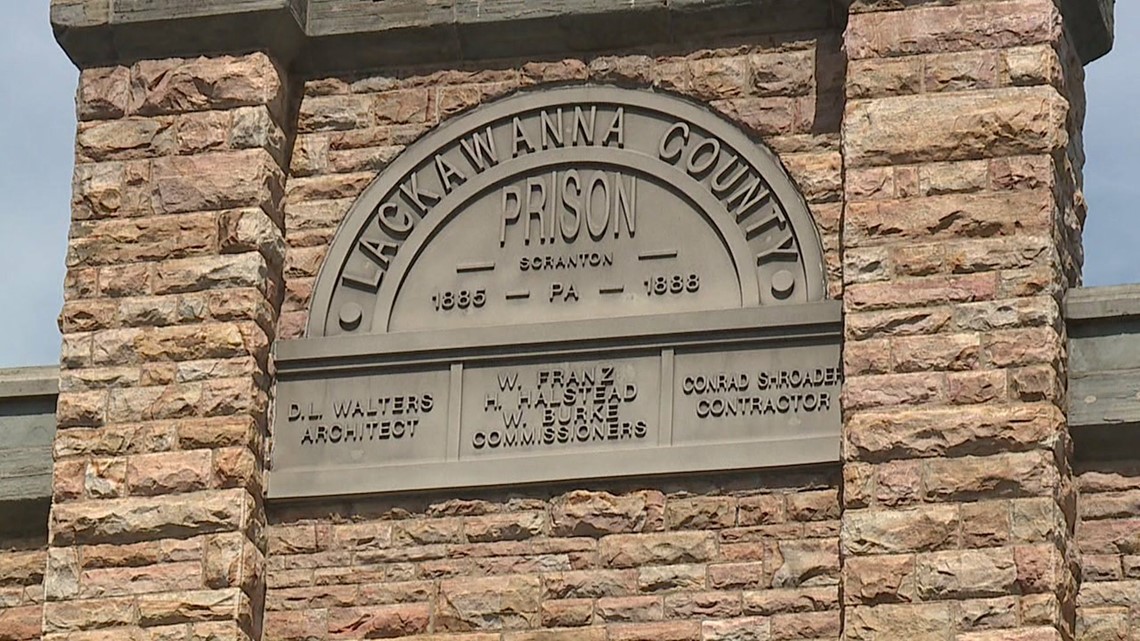 LACKAWANNA COUNTY
PRISON
SCRANTON
1885 — PA — 1888
D.L. WALTERS
ARCHITECT
W. FRANZ
H. HALSTEAD
W. BURKE
COMMISSIONERS
CONRAD SHROADER
CONTRACTOR